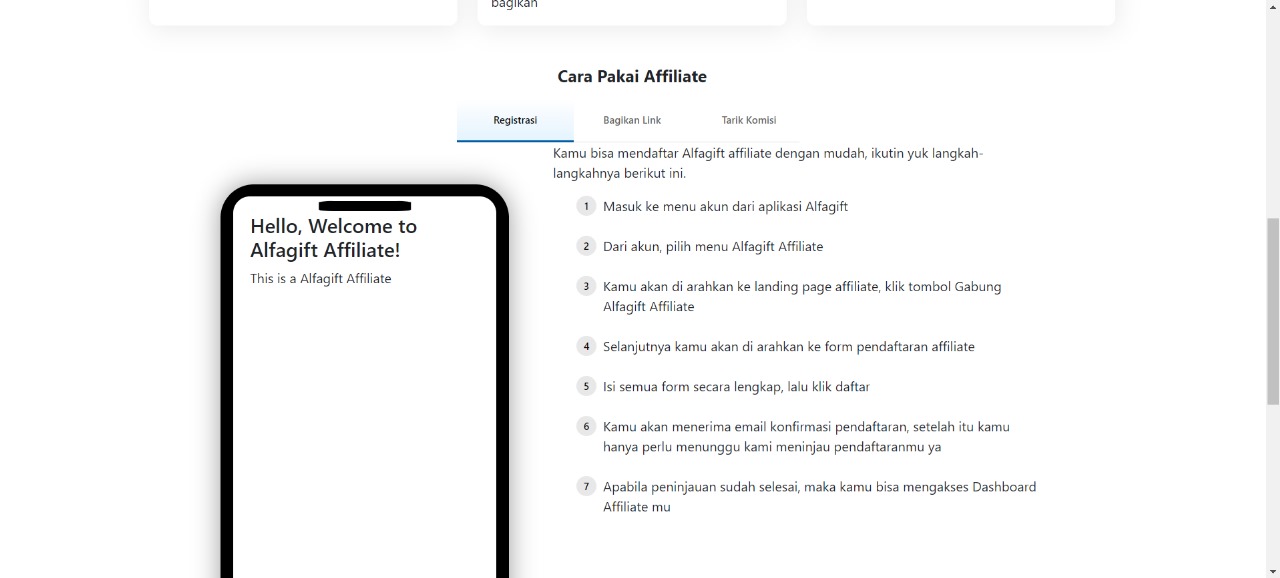 bagikan
Cara Pakai Affiliate
Registrasi
Bagikan Link
Tarik Komisi
Kamu bisa mendaftar Alfagift affiliate dengan mudah, ikutin yuk langkah-
langkahnya berikut ini.
Hello, Welcome to
Alfagift Affiliate!
This is a Alfagift Affiliate
1 Masuk ke menu akun dari aplikasi Alfagift
2 Dari akun, pilih menu Alfagift Affiliate
3 Kamu akan di arahkan ke landing page affiliate, klik tombol Gabung
Alfagift Affiliate
4 Selanjutnya kamu akan di arahkan ke form pendaftaran affiliate
5 Isi semua form secara lengkap, lalu klik daftar
6 Kamu akan menerima email konfirmasi pendaftaran, setelah itu kamu
hanya perlu menunggu kami meninjau pendaftaranmu ya
7 Apabila peninjauan sudah selesai, maka kamu bisa mengakses Dashboard
Affiliate mu